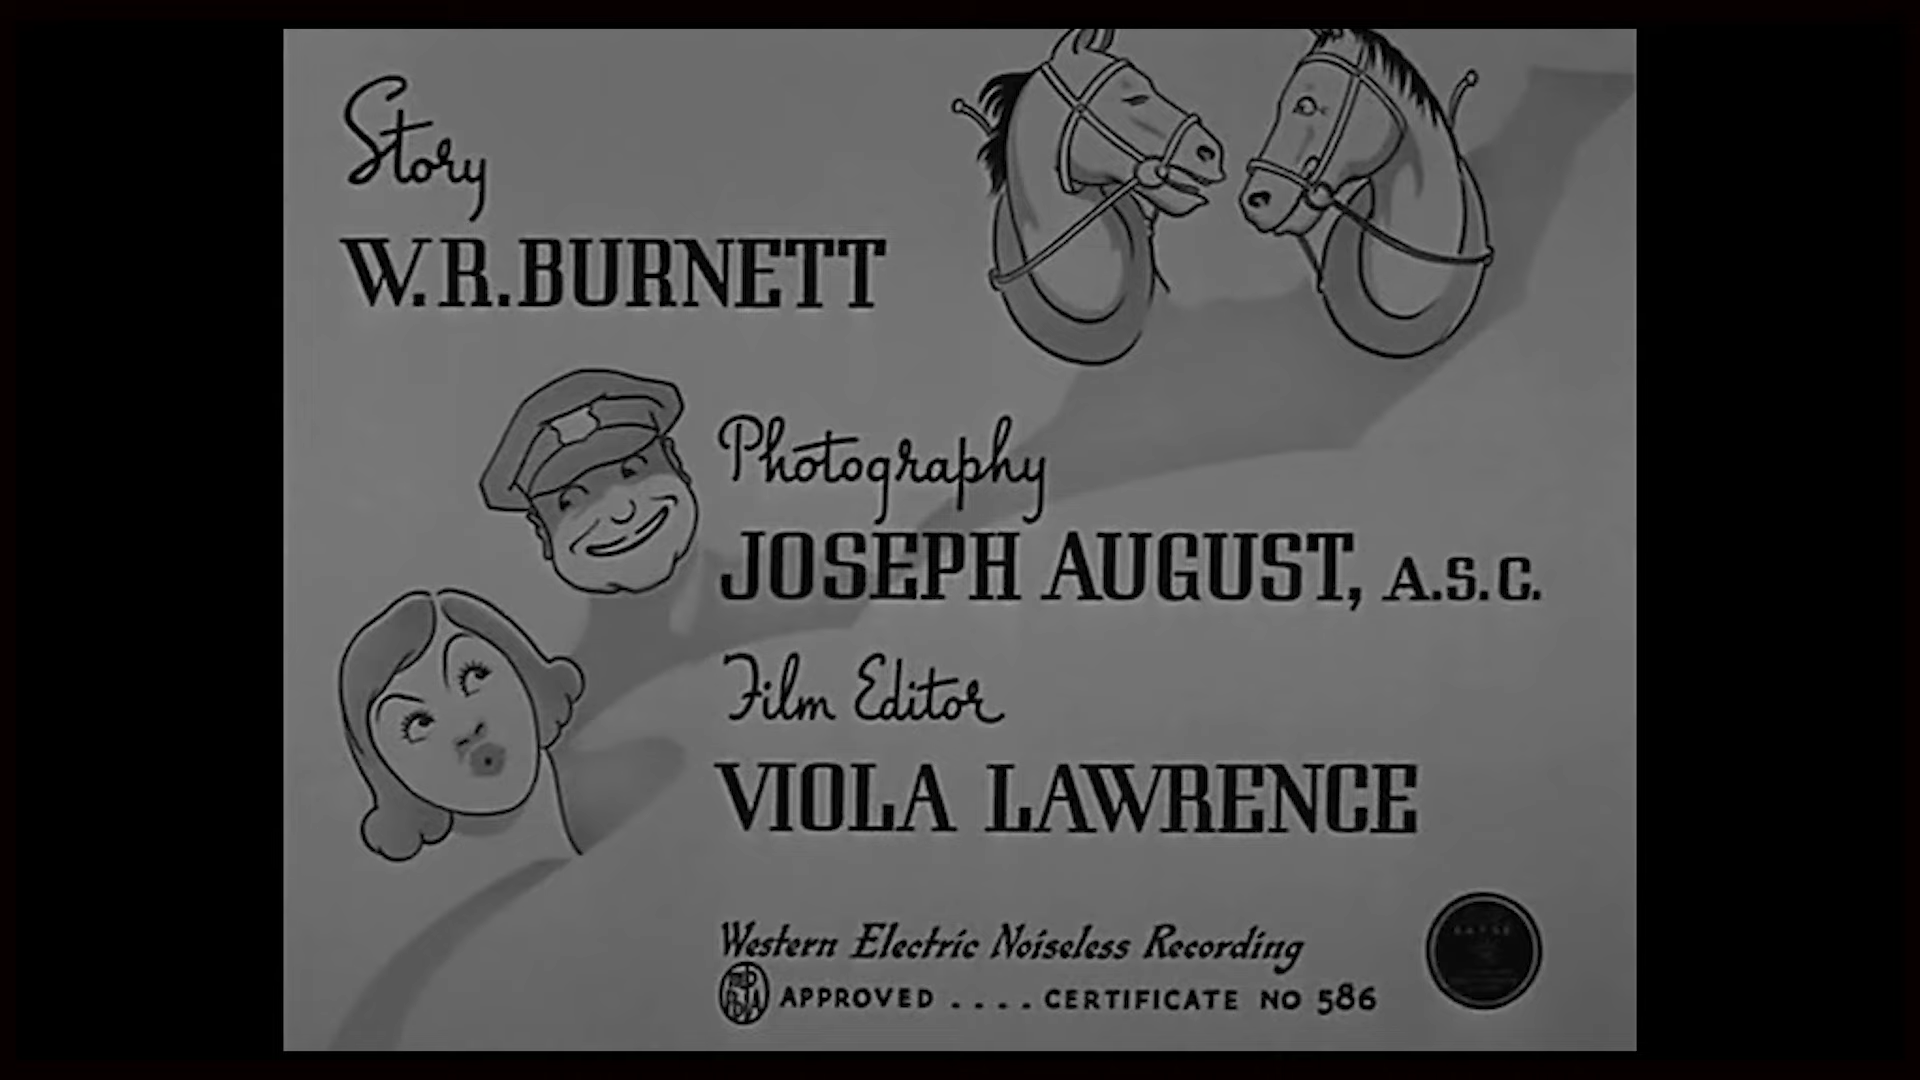 Story
W.R.BURNETT
Photography
JOSEPH AUGUST, A.S.C.
Film Editor
VIOLA LAWRENCE
Western Electric Noiseless Recording
APPROVED .... CERTIFICATE NO 586